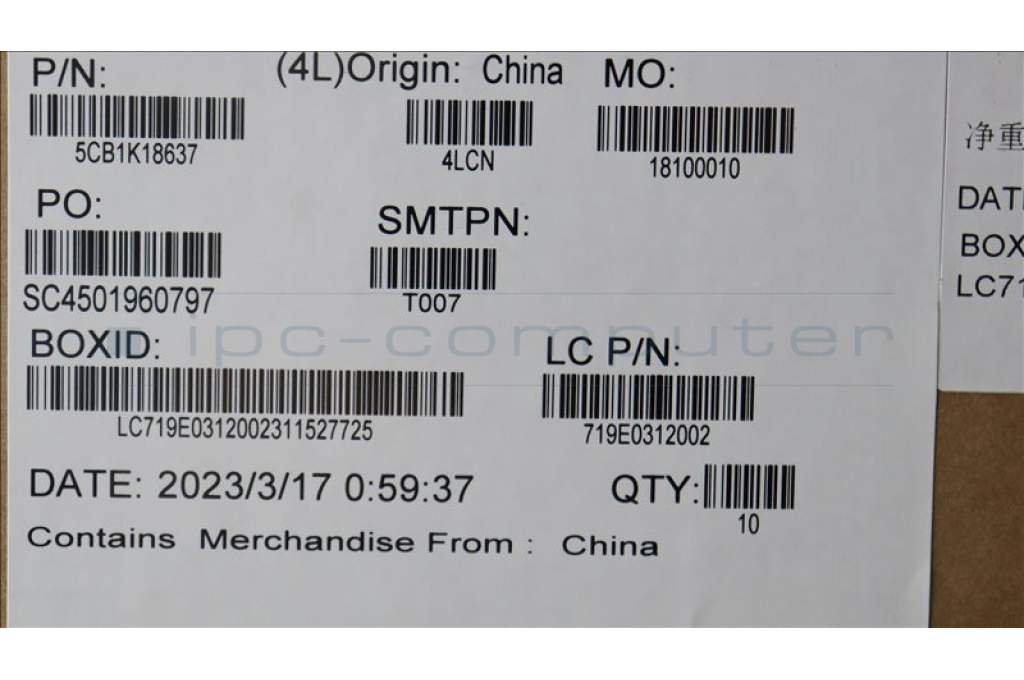 P/N:
(4L)Origin: China
MO:
5CB1K18637
4LCN
18100010
PO:
SMTPN:
SC4501960797
T007
ipc-computer
BOXID:
LC P/N:
LC719E0312002311527725
719E0312002
DATE: 2023/3/17 0:59:37
QTY:
10
Contains Merchandise From : China
净重
DAT
BOX
LC71